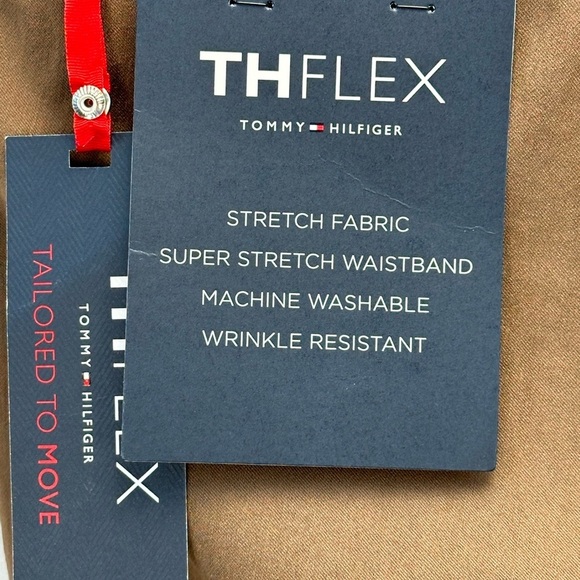 THFLEX
TOMMY HILFIGER
STRETCH FABRIC
SUPER STRETCH WAISTBAND
MACHINE WASHABLE
WRINKLE RESISTANT
THFLEX
TOMMY HILFIGER
TAILORED TO MOVE